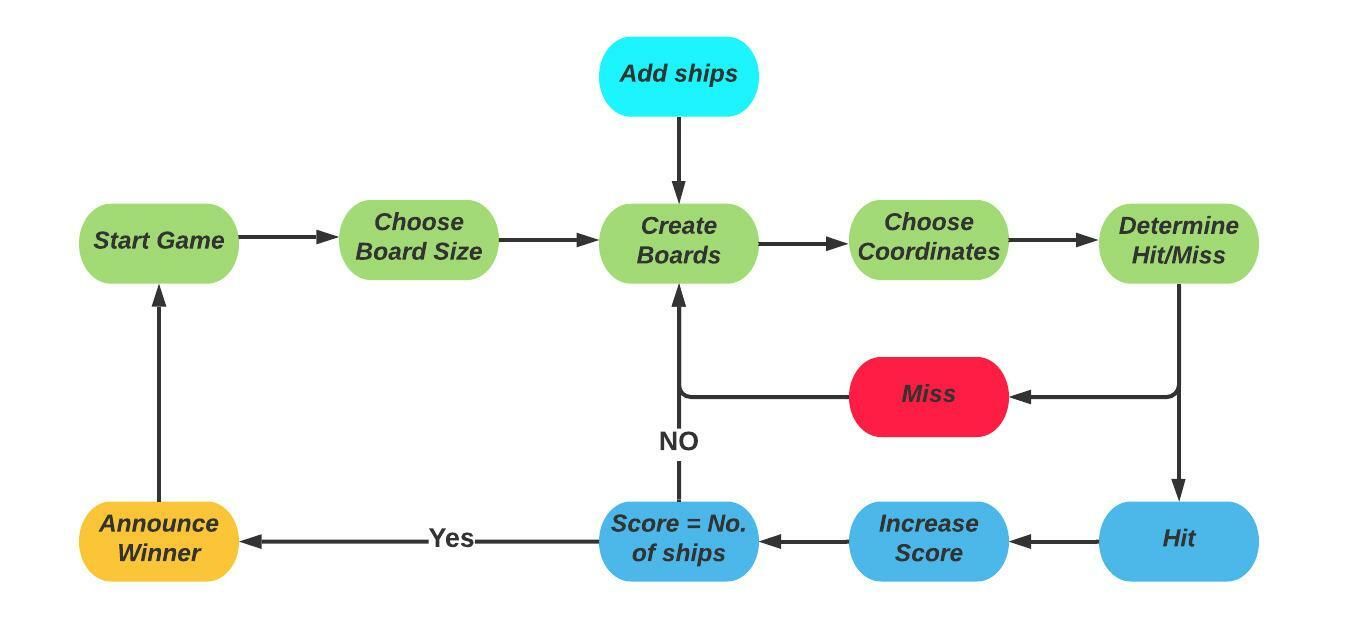 Add ships
Start Game
Choose
Board Size
Create
Boards
Choose
Coordinates
Determine
Hit/Miss
Miss
NO
Announce
Winner
Yes
Score = No.
of ships
Increase
Score
Hit